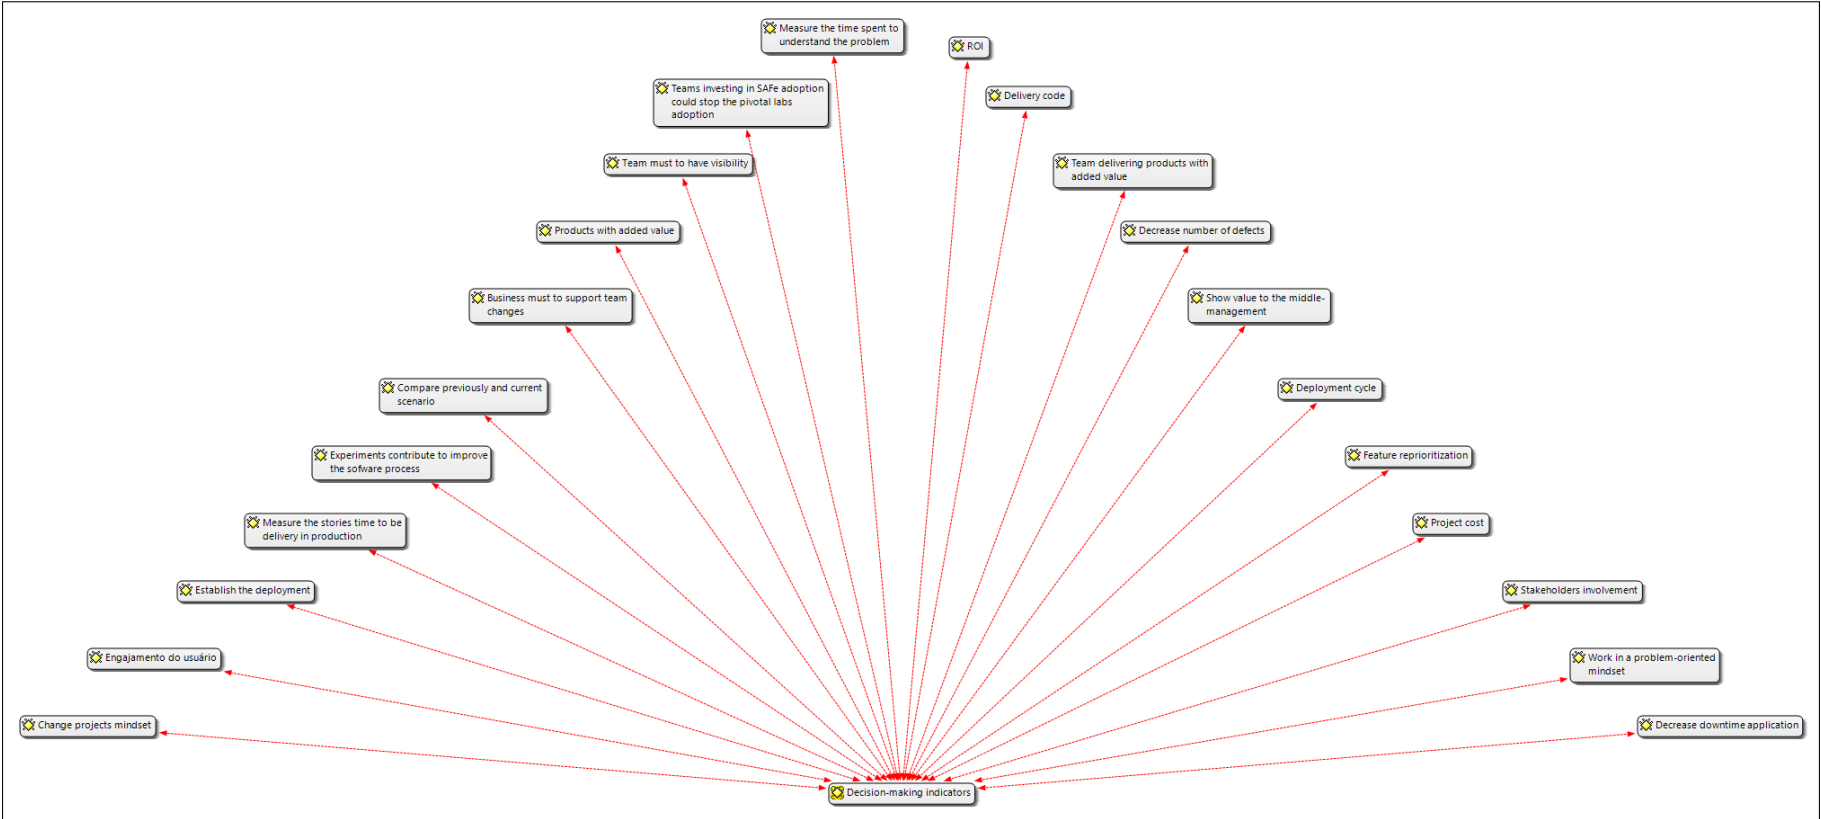 Measure the time spent to
understand the problem
ROI
Teams investing in SAFe adoption
could stop the pivotal labs
adoption
Delivery code
Team must to have visibility
Team delivering products with
added value
Products with added value
Decrease number of defects
Business must to support team
changes
Show value to the middle-
management
Compare previously and current
scenario
Deployment cycle
Experiments contribute to improve
the sofware process
Feature reprioritization
Measure the stories time to be
delivery in production
Project cost
Establish the deployment
Stakeholders involvement
Engajamento do usuário
Work in a problem-oriented
mindset
Change projects mindset
Decrease downtime application
Decision-making indicators